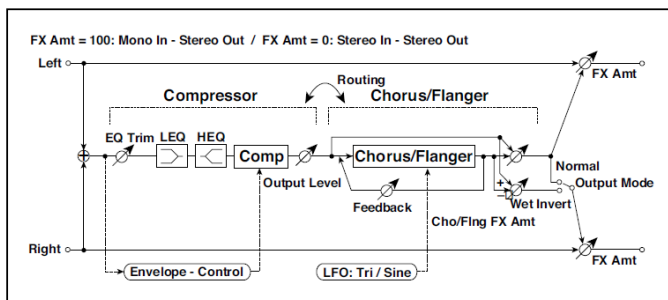 FX Amt = 100: Mono In - Stereo Out / FX Amt = 0: Stereo In - Stereo Out
Left
FX Amt
Routing
Compressor
Chorus/Flanger
EQ Trim
LEQ
HEQ
Comp
Output Level
Chorus/Flanger
Feedback
Normal
Output Mode
+
−
Wet Invert
Cho/Flng FX Amt
Right
FX Amt
Envelope - Control
LFO: Tri / Sine